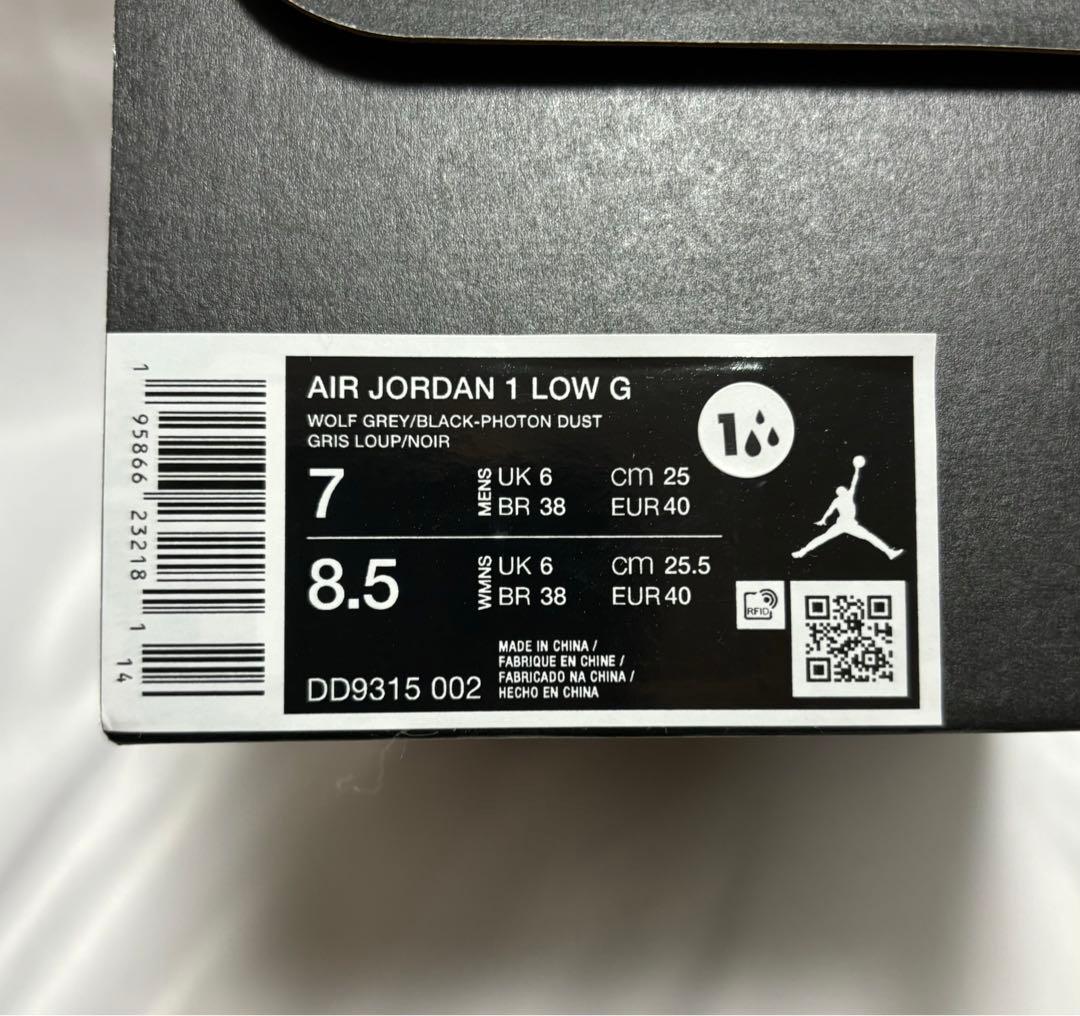 AIR JORDAN 1 LOW G
WOLF GREY/BLACK-PHOTON DUST
GRIS LOUP/NOIR
7 MENS UK 6 cm 25
BR 38 EUR 40
8.5 WMNS UK 6 cm 25.5
BR 38 EUR 40
MADE IN CHINA /
FABRIQUE EN CHINE /
FABRICADO NA CHINA /
HECHO EN CHINA
DD9315 002
1
RFID
1 95866 23218 1 14